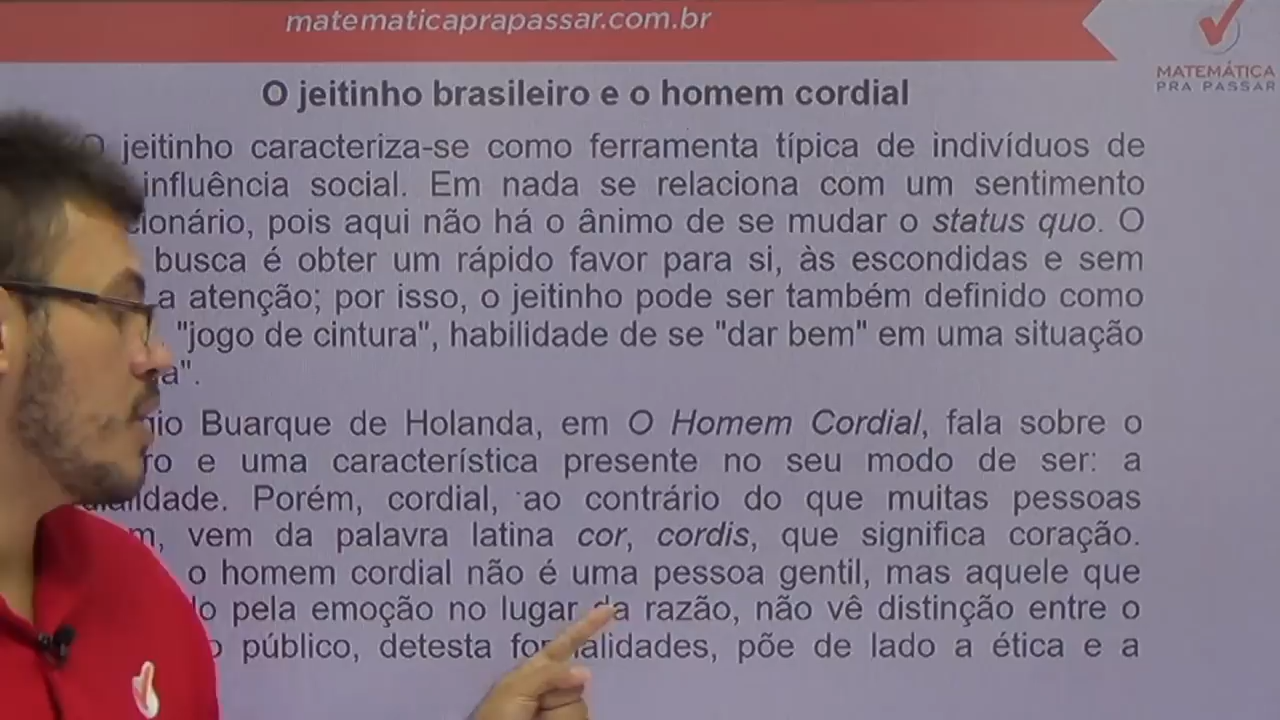 matematicaprapassar.com.br
MATEMÁTICA
PRA PASSAR
O jeitinho brasileiro e o homem cordial
O jeitinho caracteriza-se como ferramenta típica de indivíduos de
influência social. Em nada se relaciona com um sentimento
pois aqui não há o ânimo de se mudar o status quo. O
busca é obter um rápido favor para si, às escondidas e sem
a atenção; por isso, o jeitinho pode ser também definido como
"jogo de cintura", habilidade de se "dar bem" em uma situação
Buarque de Holanda, em O Homem Cordial, fala sobre o
e uma característica presente no seu modo de ser: a
Porém, cordial, ao contrário do que muitas pessoas
vem da palavra latina cor, cordis, que significa coração.
o homem cordial não é uma pessoa gentil, mas aquele que
pela emoção no lugar da razão, não vê distinção entre o
público, detesta formalidades, põe de lado a ética e a